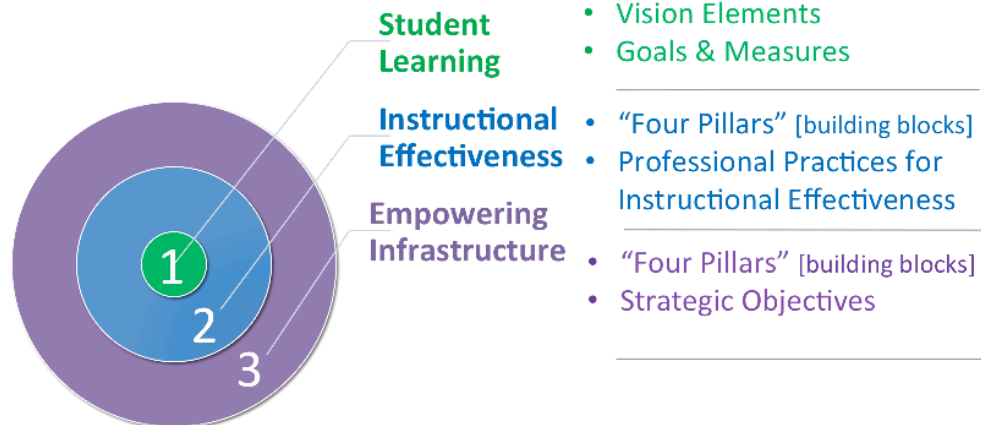 Student
Learning
• Vision Elements
• Goals & Measures
Instructional
Effectiveness
• “Four Pillars” [building blocks]
• Professional Practices for
Instructional Effectiveness
Empowering
Infrastructure
• “Four Pillars” [building blocks]
• Strategic Objectives
1
2
3